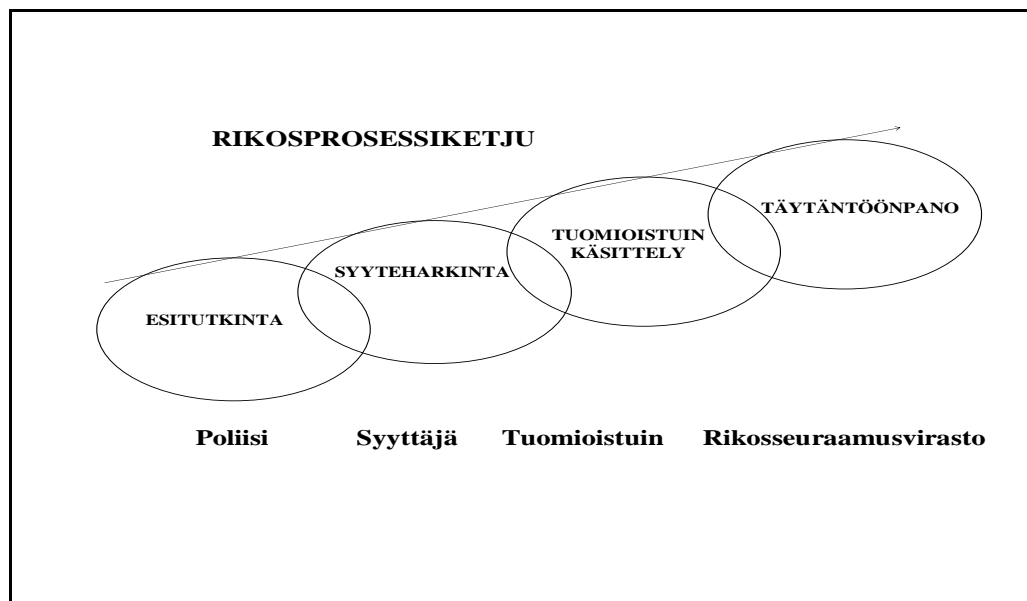 RIKOSPROSESSIKETJU
ESITUTKINTA
SYYTEHARKINTA
TUOMIOISTUIN
KÄSITTELY
TÄYTÄNTÖÖNPANO
Poliisi
Syyttäjä
Tuomioistuin
Rikosseuraamusvirasto